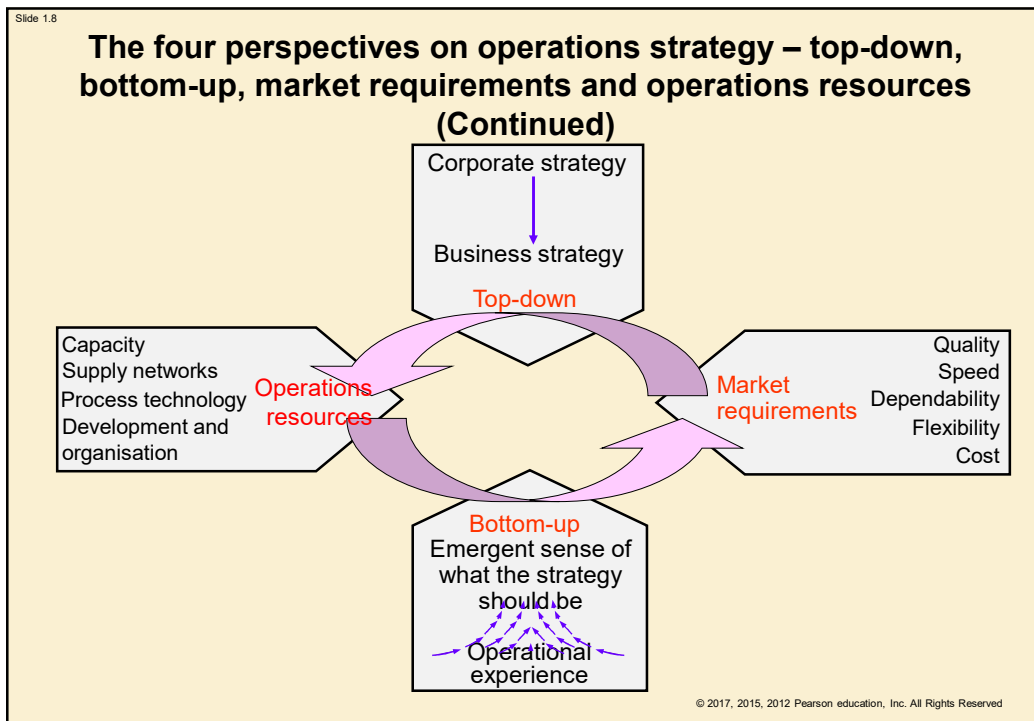 Slide 1.8
The four perspectives on operations strategy – top-down,
bottom-up, market requirements and operations resources
(Continued)
Corporate strategy
Business strategy
Top-down
Capacity
Supply networks
Process technology
Development and
organisation
Operations
resources
Market
requirements
Quality
Speed
Dependability
Flexibility
Cost
Bottom-up
Emergent sense of
what the strategy
should be
Operational
experience
© 2017, 2015, 2012 Pearson education, Inc. All Rights Reserved